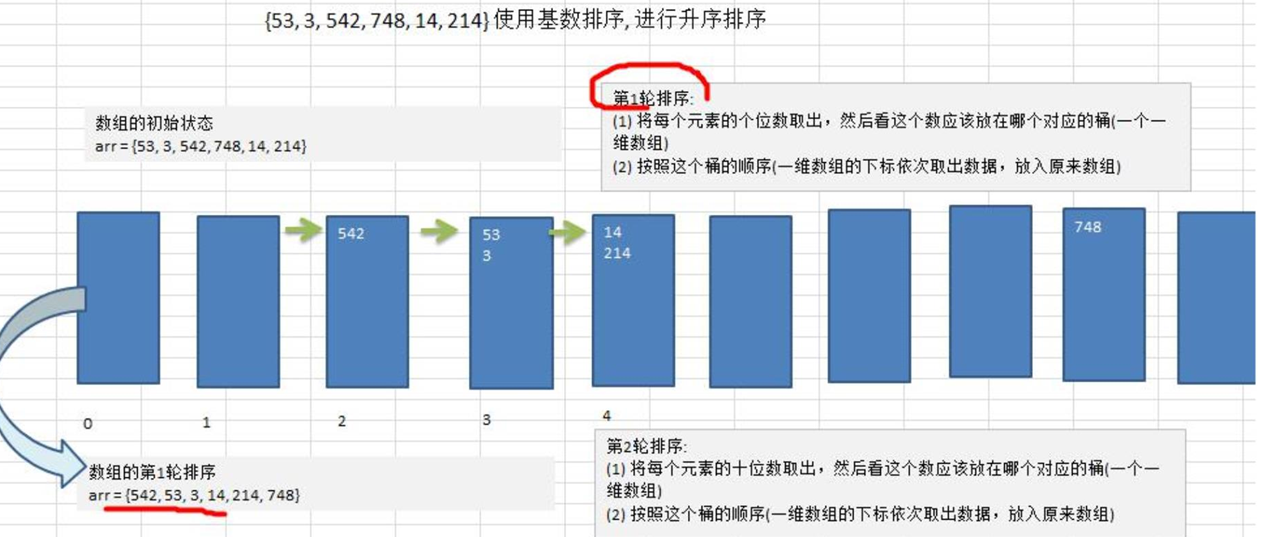 {53, 3, 542, 748, 14, 214} 使用基数排序, 进行升序排序
第1轮排序:
(1) 将每个元素的个位数取出，然后看这个数应该放在哪个对应的桶(一个一
维数组)
(2) 按照这个桶的顺序(一维数组的下标依次取出数据，放入原来数组)
数组的初始状态
arr = {53, 3, 542, 748, 14, 214}
542
53
3
14
214
748
0
1
2
3
4
数组的第1轮排序
arr = {542, 53, 3, 14, 214, 748}
第2轮排序:
(1) 将每个元素的十位数取出，然后看这个数应该放在哪个对应的桶(一个一
维数组)
(2) 按照这个桶的顺序(一维数组的下标依次取出数据，放入原来数组)